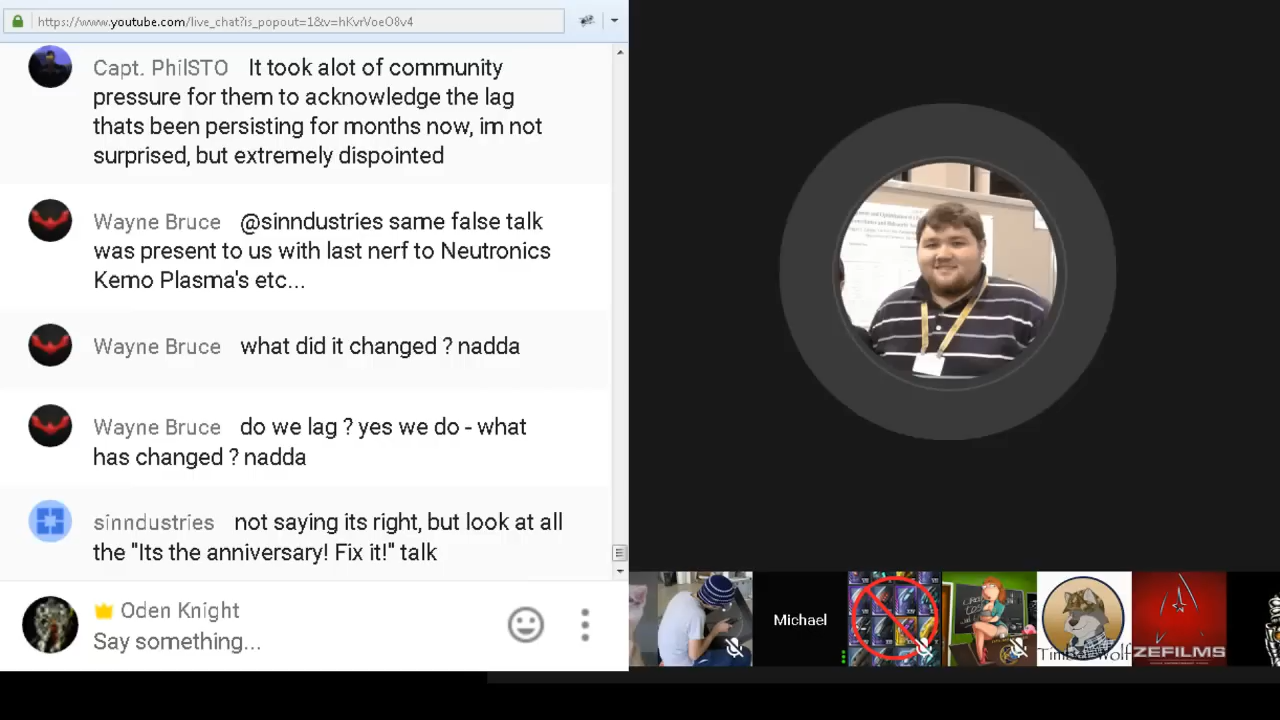 https://www.youtube.com/live_chat?is_popout=1&v=hKvrVoeO8v4
Capt. PhilSTO It took alot of community
pressure for them to acknowledge the lag
thats been persisting for months now, im not
surprised, but extremely dispointed
Wayne Bruce @sinndustries same false talk
was present to us with last nerf to Neutronics
Kemo Plasma's etc...
Wayne Bruce what did it changed ? nadda
Wayne Bruce do we lag ? yes we do - what
has changed ? nadda
sinndustries not saying its right, but look at all
the "Its the anniversary! Fix it!" talk
Oden Knight
Say something...
Michael
ZEFILMS